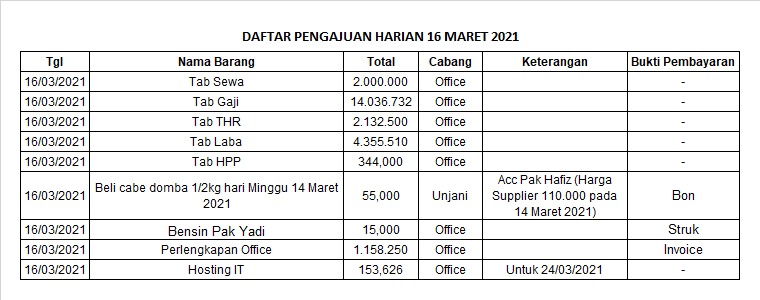 DAFTAR PENGAJUAN HARIAN 16 MARET 2021
Tgl Nama Barang Total Cabang Keterangan Bukti Pembayaran
16/03/2021 Tab Sewa 2.000.000 Office -
16/03/2021 Tab Gaji 14.036.732 Office -
16/03/2021 Tab THR 2.132.500 Office -
16/03/2021 Tab Laba 4.355.510 Office -
16/03/2021 Tab HPP 344,000 Office -
16/03/2021 Beli cabe domba 1/2kg hari Minggu 14 Maret 2021 55,000 Unjani Acc Pak Hafiz (Harga Supplier 110.000 pada 14 Maret 2021) Bon
16/03/2021 Bensin Pak Yadi 15,000 Office Struk
16/03/2021 Perlengkapan Office 1.158.250 Office Invoice
16/03/2021 Hosting IT 153,626 Office Untuk 24/03/2021 -